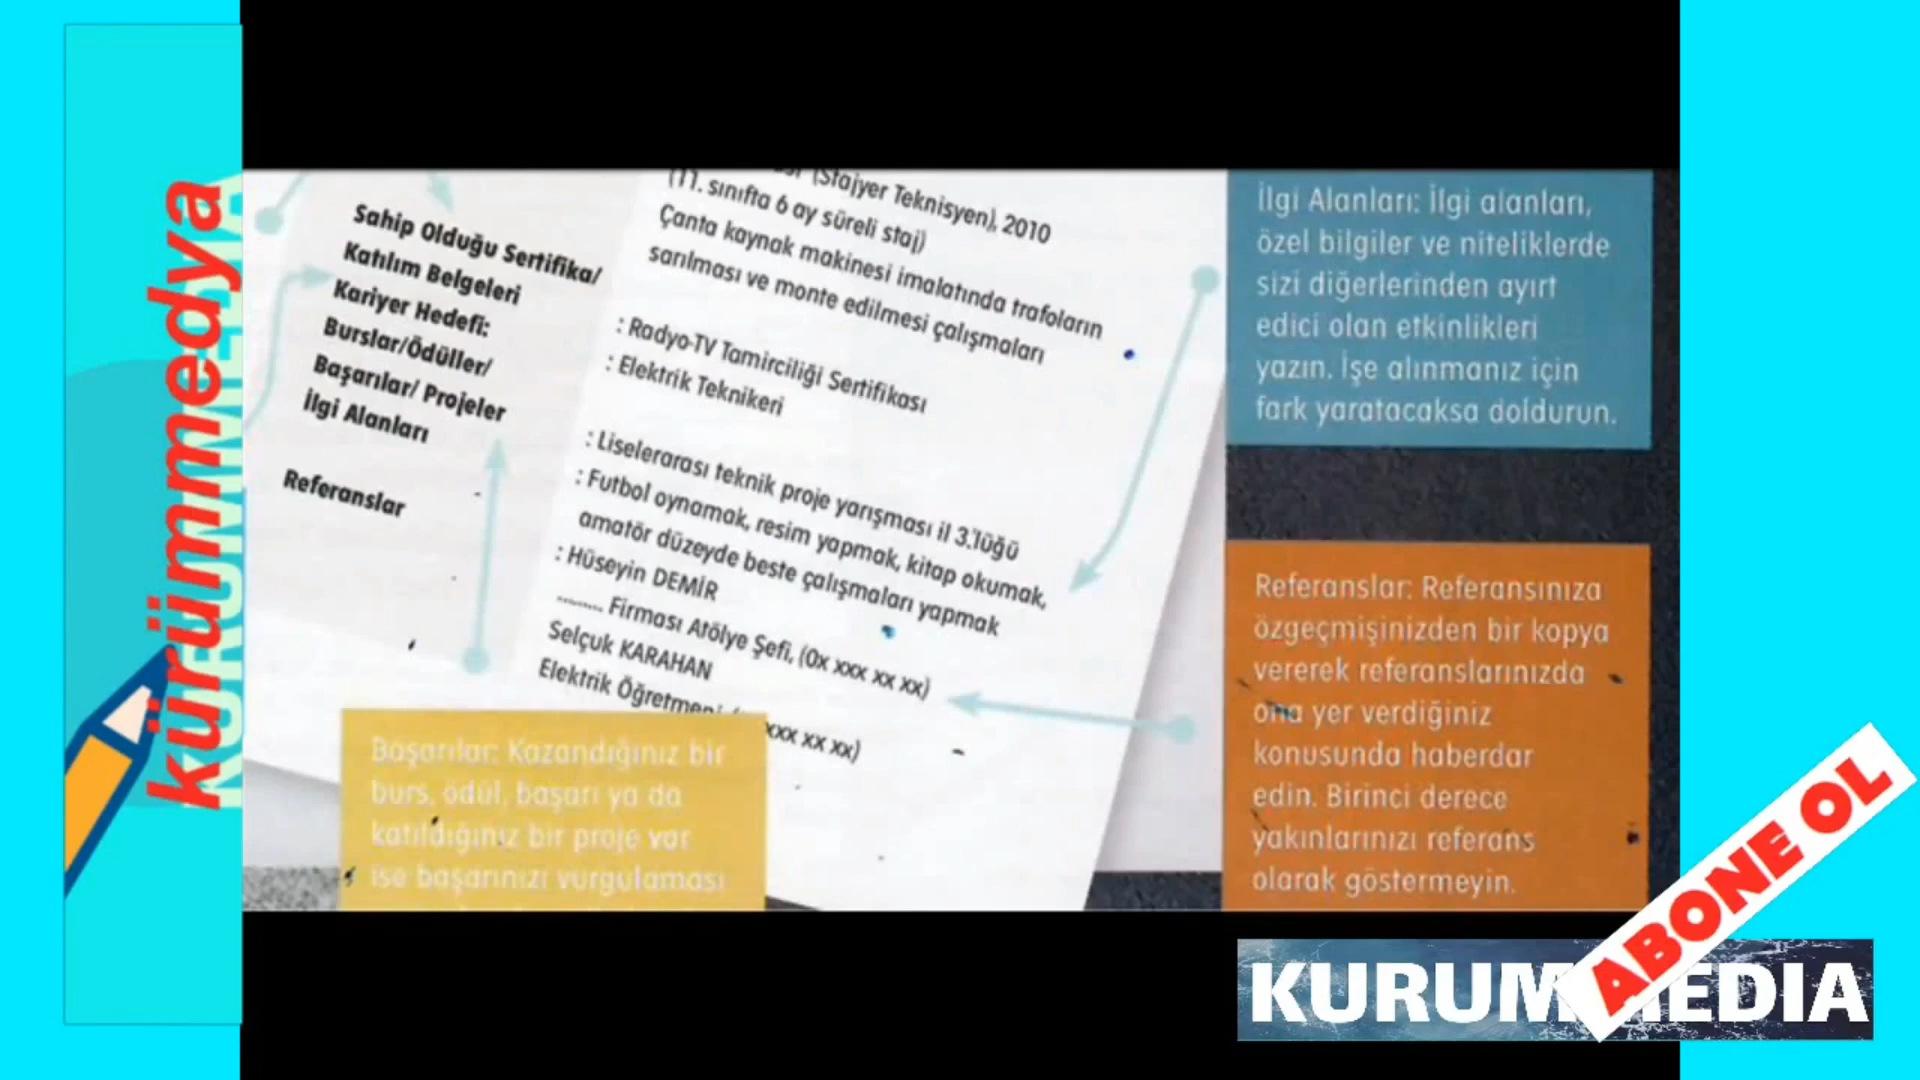 kürümmedya
Sahip Olduğu Sertifika/
Katılım Belgeleri
Kariyer Hedefi:
Burslar/Ödüller/
Başarılar/ Projeler
İlgi Alanları
Referanslar
(Stajyer Teknisyen), 2010
(11. sınıfta 6 ay süreli staj)
Çanta kaynak makinesi imalatında trafoların
sarılması ve monte edilmesi çalışmaları
: Radyo-TV Tamirciliği Sertifikası
: Elektrik Teknikeri
: Liselerarası teknik proje yarışması il 3.'lüğü
: Futbol oynamak, resim yapmak, kitap okumak,
amatör düzeyde beste çalışmaları yapmak
: Hüseyin DEMİR
......... Firması Atölye Şefi, (0x xxx xx xx)
Selçuk KARAHAN
Elektrik Öğretmeni, xxx xx xx)
Başarılar: Kazandığınız bir
burs, ödül, başarı ya da
katıldığınız bir proje var
ise başarınızı vurgulaması
İlgi Alanları: İlgi alanları,
özel bilgiler ve niteliklerde
sizi diğerlerinden ayırt
edici olan etkinlikleri
yazın. İşe alınmanız için
fark yaratacaksa doldurun.
Referanslar: Referansınıza
özgeçmişinizden bir kopya
vererek referanslarınızda
ona yer verdiğiniz
konusunda haberdar
edin. Birinci derece
yakınlarınızı referans
olarak göstermeyin.
KURUMMEDIA
ABONE OL